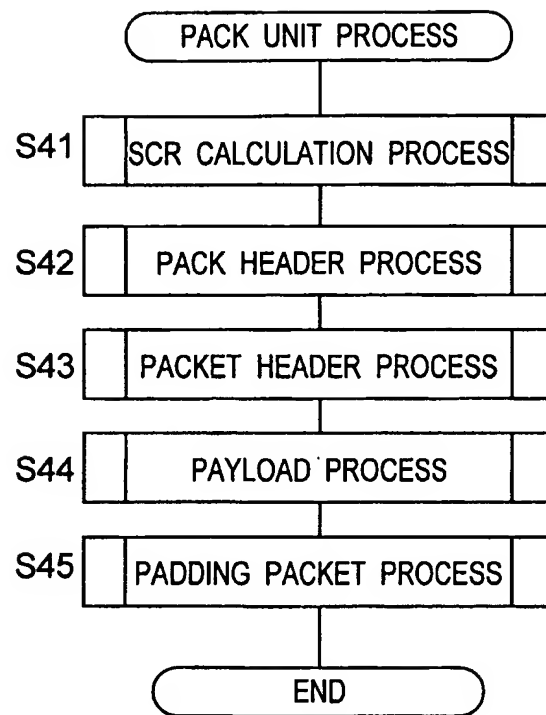 PACK UNIT PROCESS
S41 SCR CALCULATION PROCESS
S42 PACK HEADER PROCESS
S43 PACKET HEADER PROCESS
S44 PAYLOAD PROCESS
S45 PADDING PACKET PROCESS
END